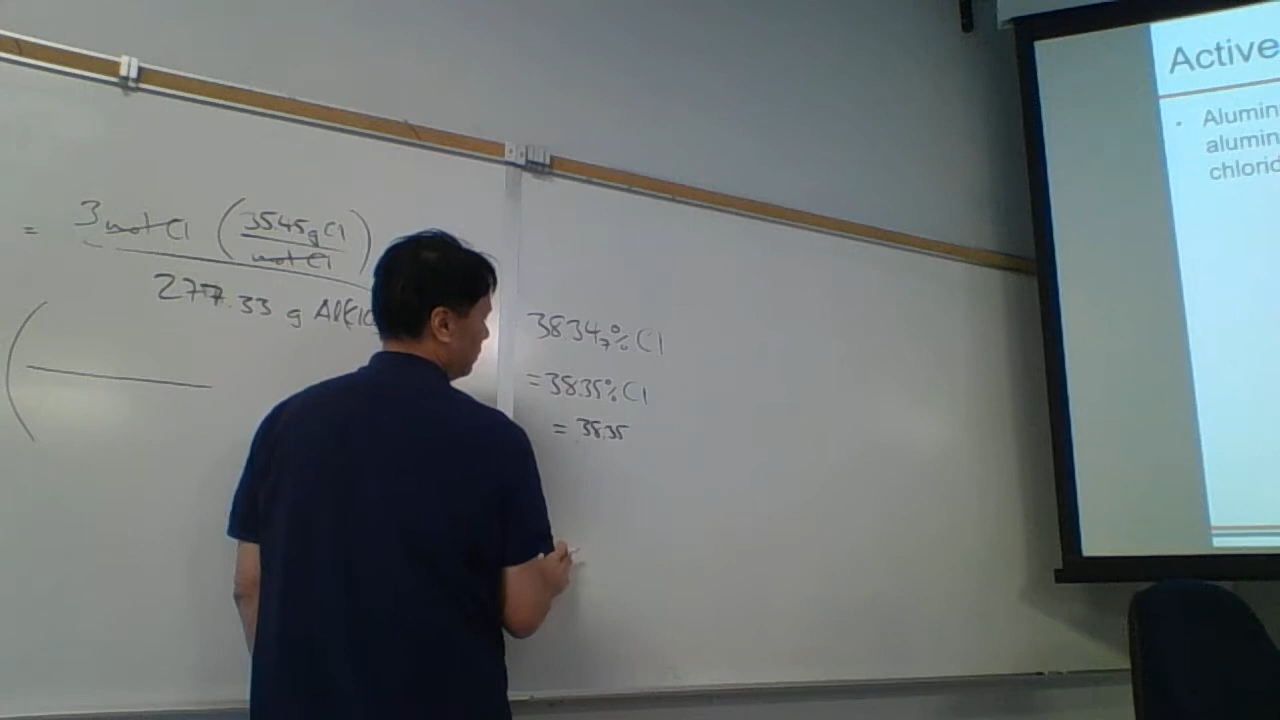 = 3 mol Cl (35.45 g Cl
mol Cl)
277.33 g Al(Cl
38.34₇% Cl
= 38.35% Cl
= 38.35
Active
• Alumin
alumin
chlorid